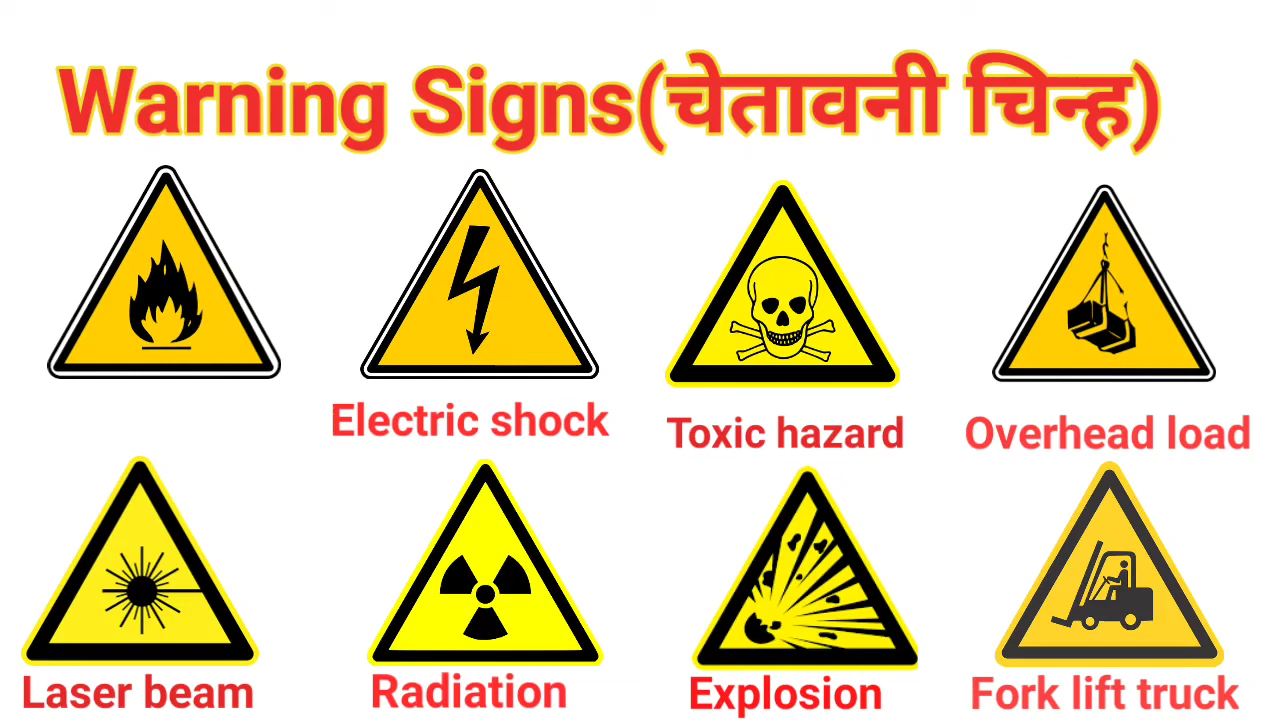 Warning Signs(चेतावनी चिन्ह)
Electric shock
Toxic hazard
Overhead load
Laser beam
Radiation
Explosion
Fork lift truck